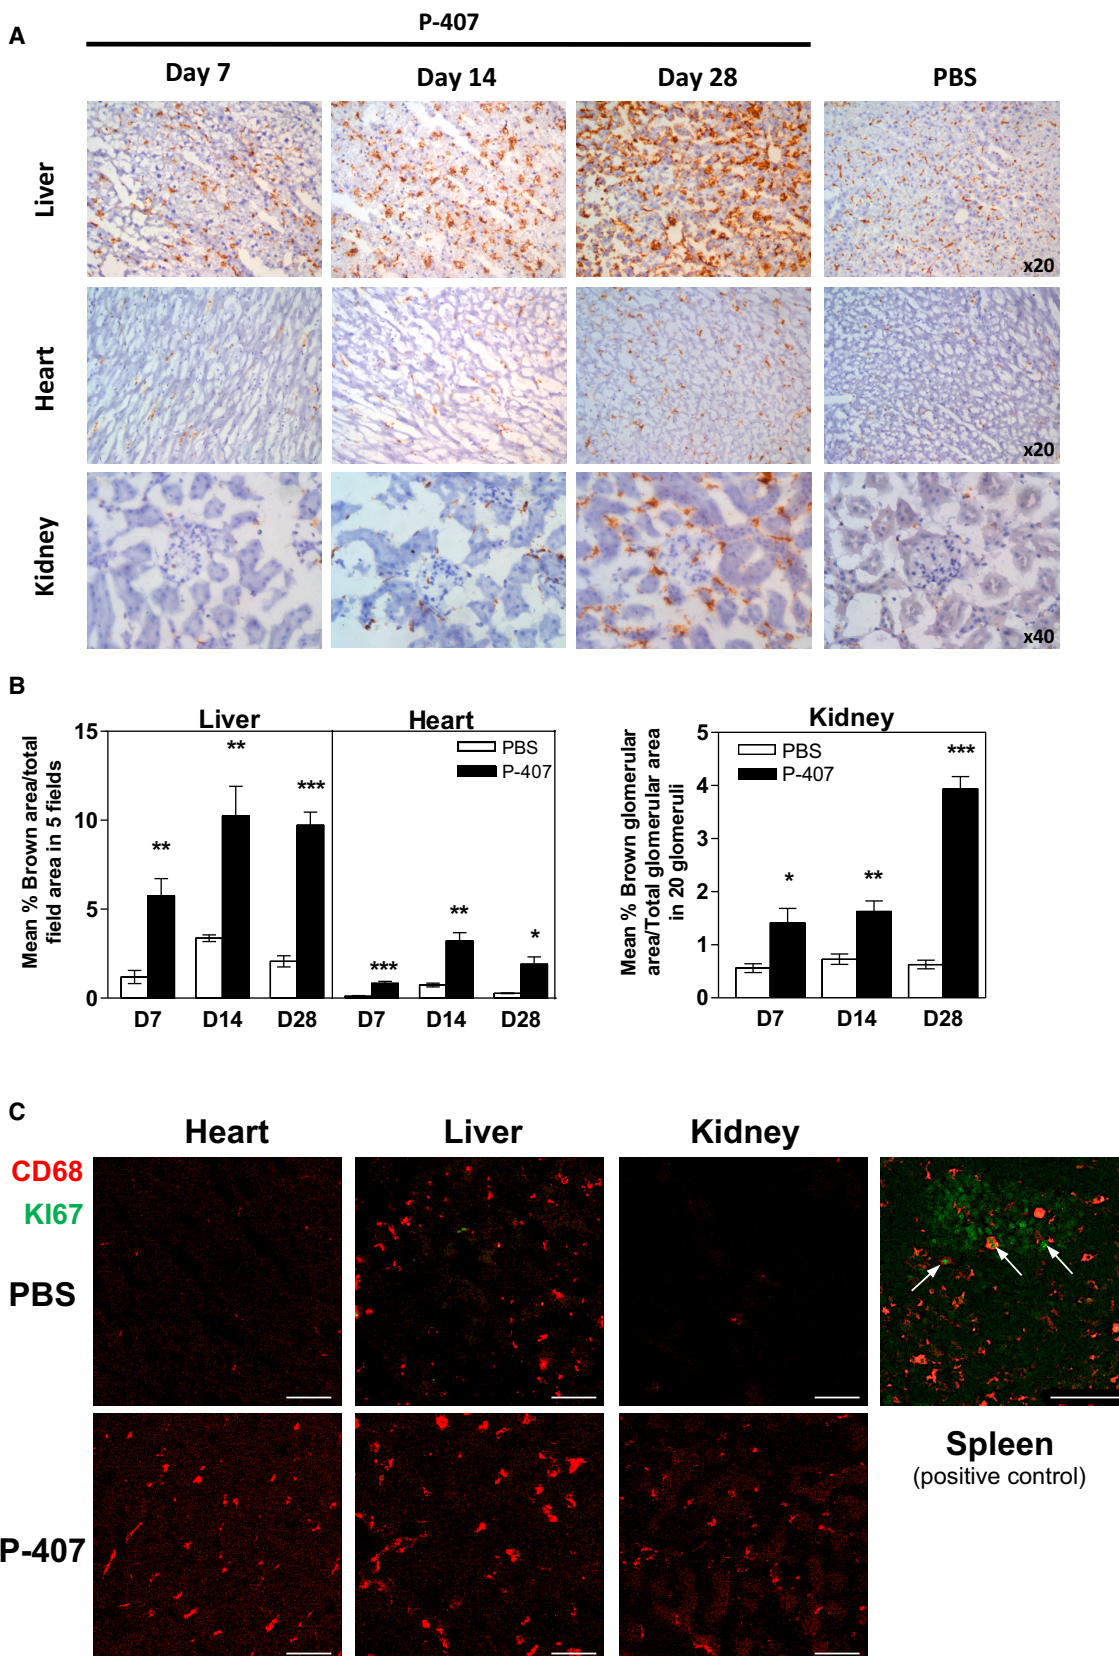 A
P-407
Day 7
Day 14
Day 28
PBS
Liver
x20
Heart
x20
Kidney
x40
B
Liver
Heart
Mean % Brown area/total
field area in 5 fields
15
10
5
0
PBS
P-407
**
**
***
***
**
*
D7
D14
D28
D7
D14
D28
Kidney
Mean % Brown glomerular
area/Total glomerular area
in 20 glomeruli
5
4
3
2
1
0
PBS
P-407
*
**
***
D7
D14
D28
C
Heart
Liver
Kidney
CD68
KI67
PBS
P-407
Spleen
(positive control)